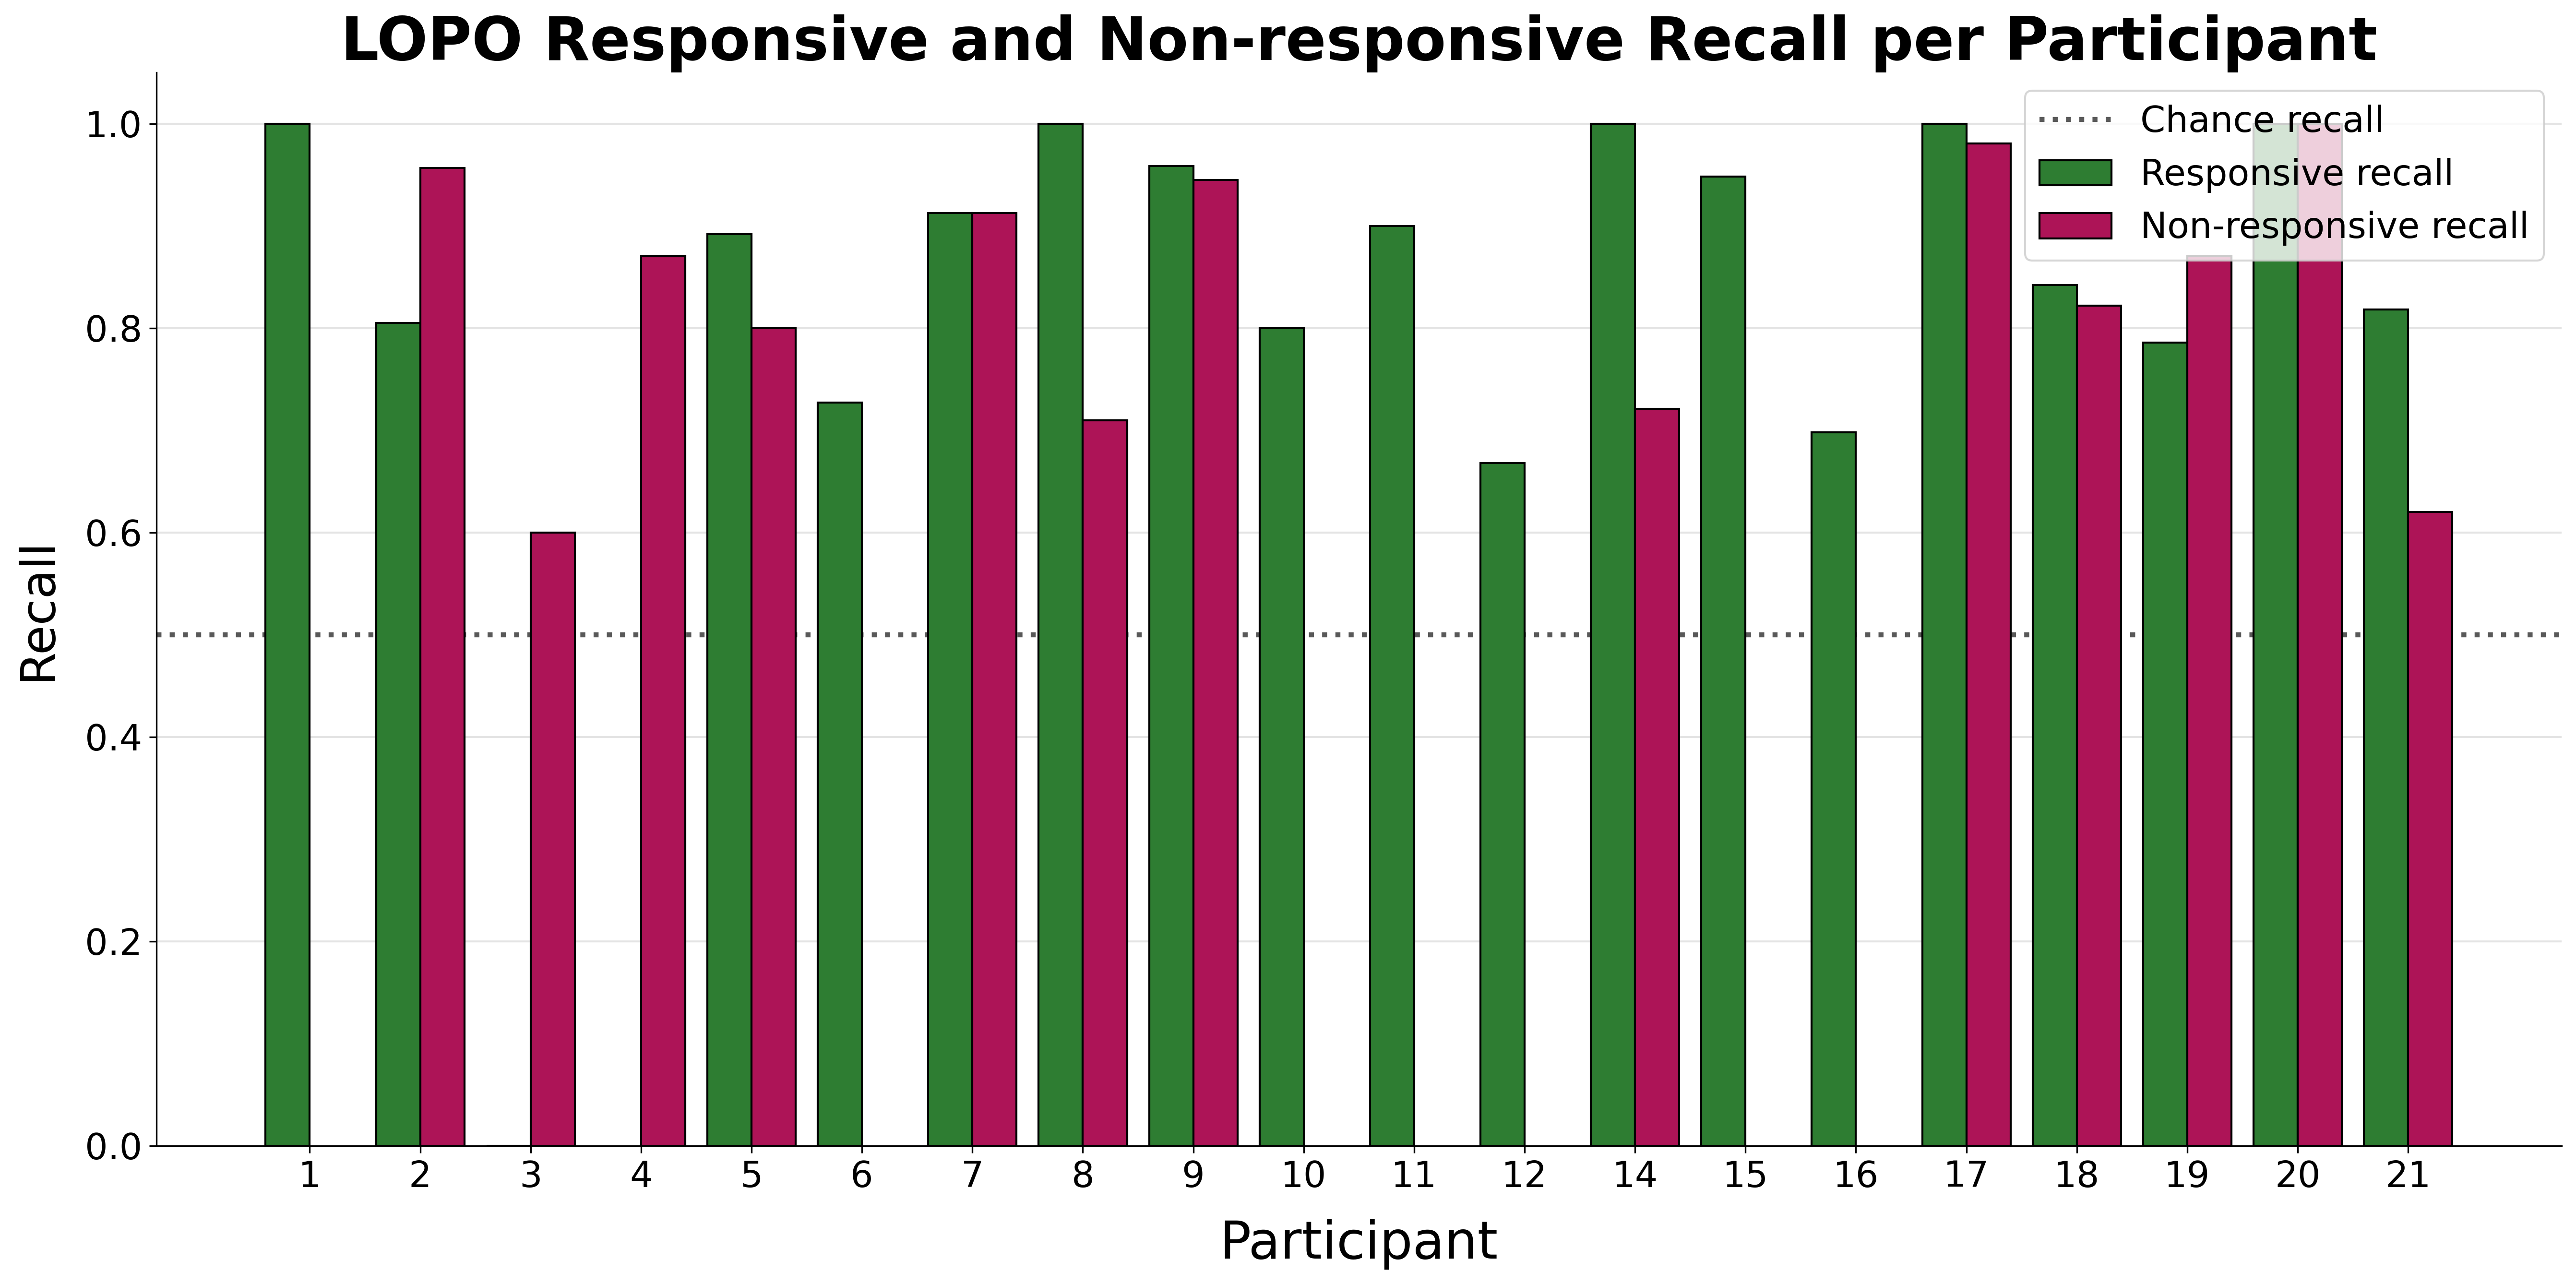 LOPO Responsive and Non-responsive Recall per Participant
Chance recall
Responsive recall
Non-responsive recall
1.0
0.8
0.6
0.4
0.2
0.0
Recall
1 2 3 4 5 6 7 8 9 10 11 12 14 15 16 17 18 19 20 21
Participant